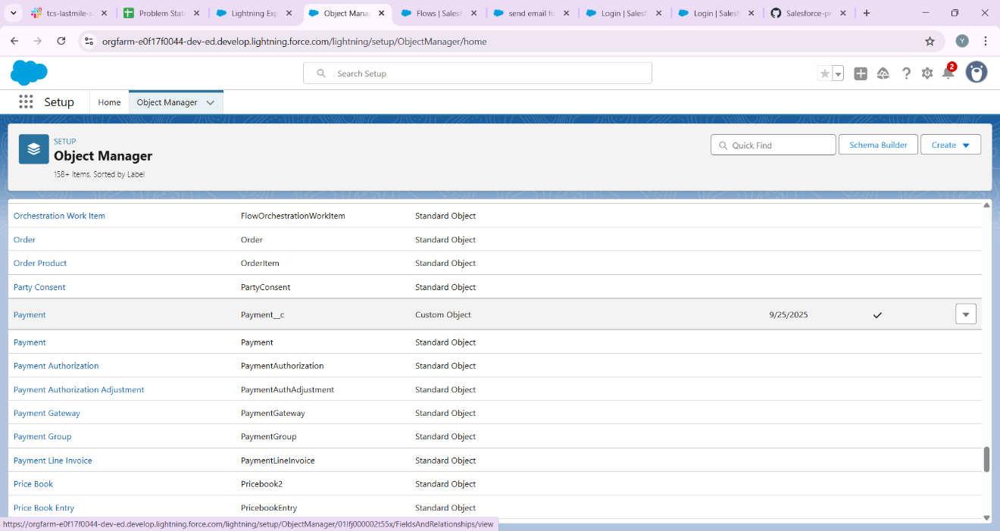 tcs-lastmile-s
Problem Stat
Lightning Exp
Object Mana
Flows | Salesf
send email fo
Login | Salesf
Login | Salesf
Salesforce-pr
orgfarm-e0f17f0044-dev-ed.develop.lightning.force.com/lightning/setup/ObjectManager/home
Y
Search Setup
2
Setup
Home
Object Manager
SETUP
Object Manager
158+ Items, Sorted by Label
Quick Find
Schema Builder
Create
Orchestration Work Item FlowOrchestrationWorkItem Standard Object
Order Order Standard Object
Order Product OrderItem Standard Object
Party Consent PartyConsent Standard Object
Payment Payment__c Custom Object 9/25/2025
Payment Payment Standard Object
Payment Authorization PaymentAuthorization Standard Object
Payment Authorization Adjustment PaymentAuthAdjustment Standard Object
Payment Gateway PaymentGateway Standard Object
Payment Group PaymentGroup Standard Object
Payment Line Invoice PaymentLineInvoice Standard Object
Price Book Pricebook2 Standard Object
Price Book Entry PricebookEntry Standard Object
https://orgfarm-e0f17f0044-dev-ed.develop.lightning.force.com/lightning/setup/ObjectManager/01Ifj000002t55x/FieldsAndRelationships/view